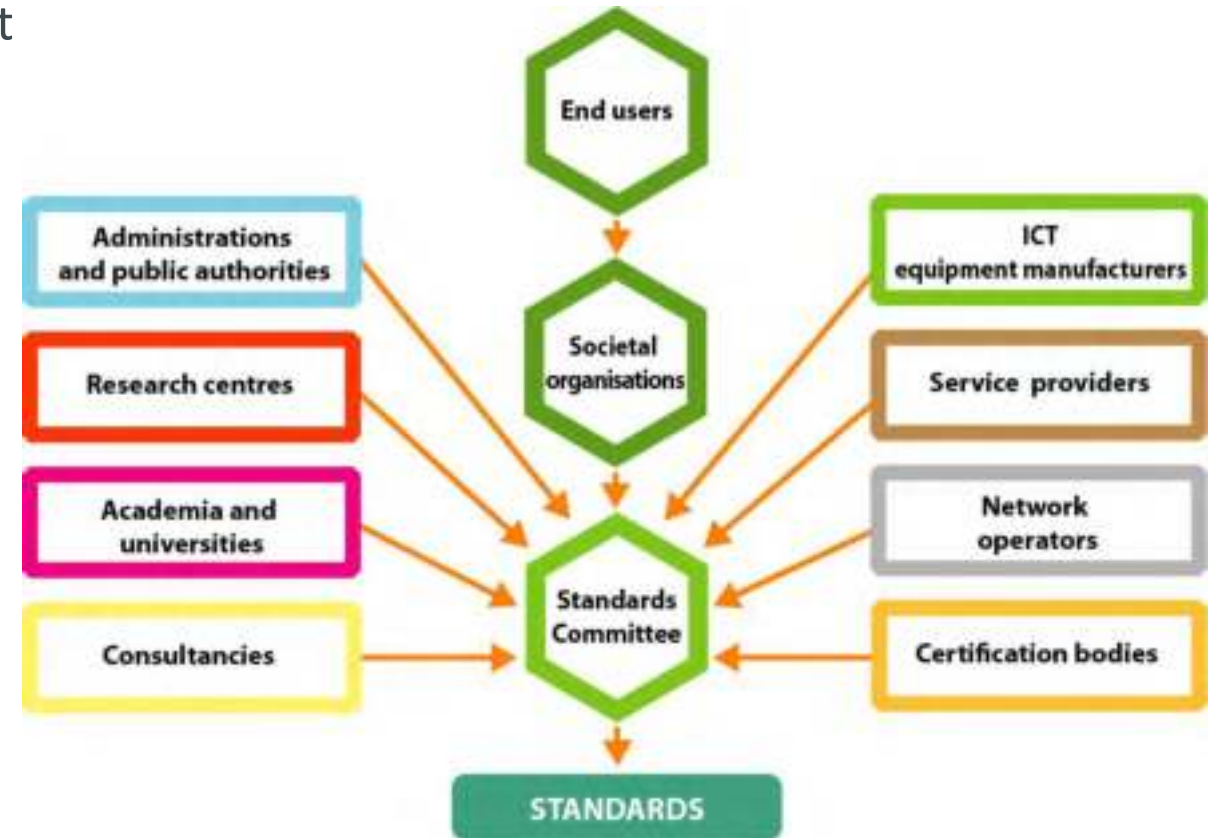 t
End users
Administrations
and public authorities
ICT
equipment manufacturers
Societal
organisations
Research centres
Service providers
Academia and
universities
Network
operators
Standards
Committee
Consultancies
Certification bodies
STANDARDS